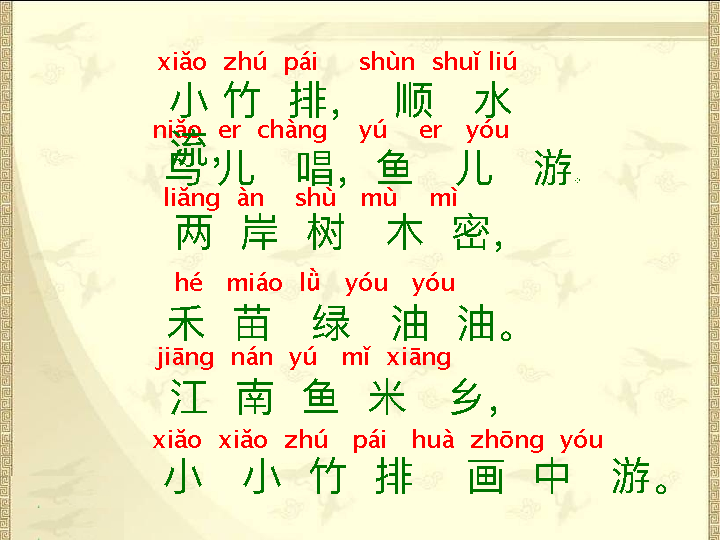 xiǎo zhú pái shùn shuǐ liú
小竹排，顺水
niǎo er chàng yú er yóu
流，
鸟儿唱，鱼儿游。
liǎng àn shù mù mì
两岸树木密，
hé miáo lǜ yóu yóu
禾苗绿油油。
jiāng nán yú mǐ xiāng
江南鱼米乡，
xiǎo xiǎo zhú pái huà zhōng yóu
小小竹排画中游。